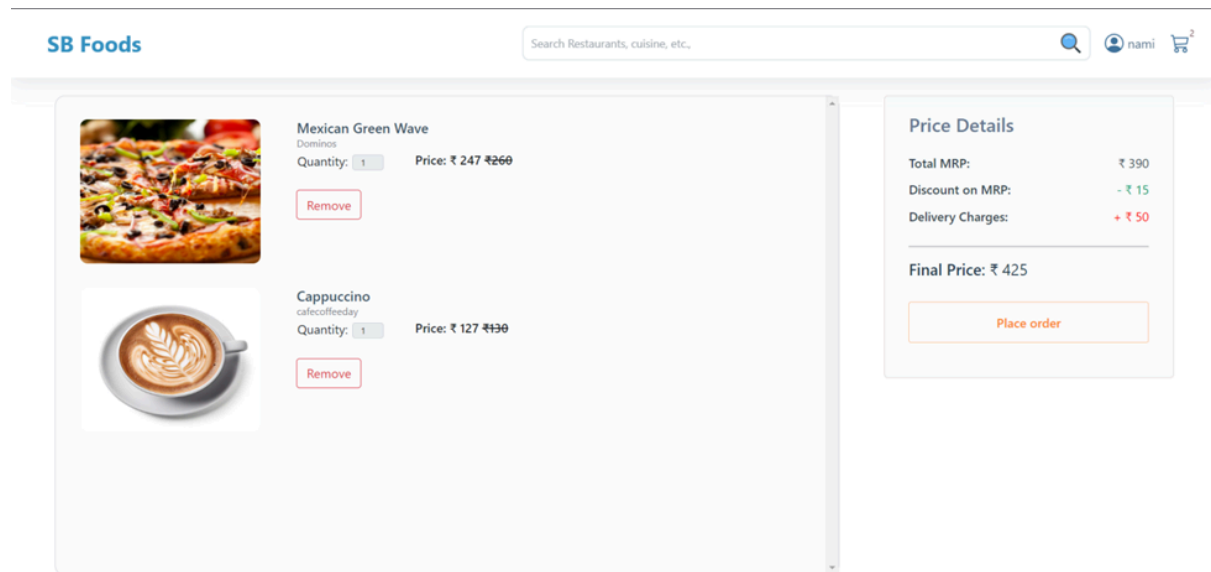 SB Foods
Search Restaurants, cuisine, etc.,
nami
2
Mexican Green Wave
Dominos
Quantity: 1 Price: ₹ 247 ₹260
Remove
Cappuccino
cafecoffeeday
Quantity: 1 Price: ₹ 127 ₹130
Remove
Price Details
Total MRP: ₹ 390
Discount on MRP: - ₹ 15
Delivery Charges: + ₹ 50
Final Price: ₹ 425
Place order